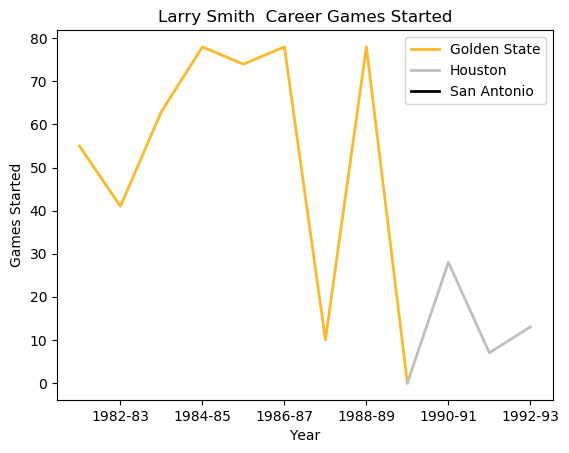 Larry Smith  Career Games Started
Golden State
Houston
San Antonio
80
70
60
50
40
30
20
10
0
Games Started
1982-83 1984-85 1986-87 1988-89 1990-91 1992-93
Year